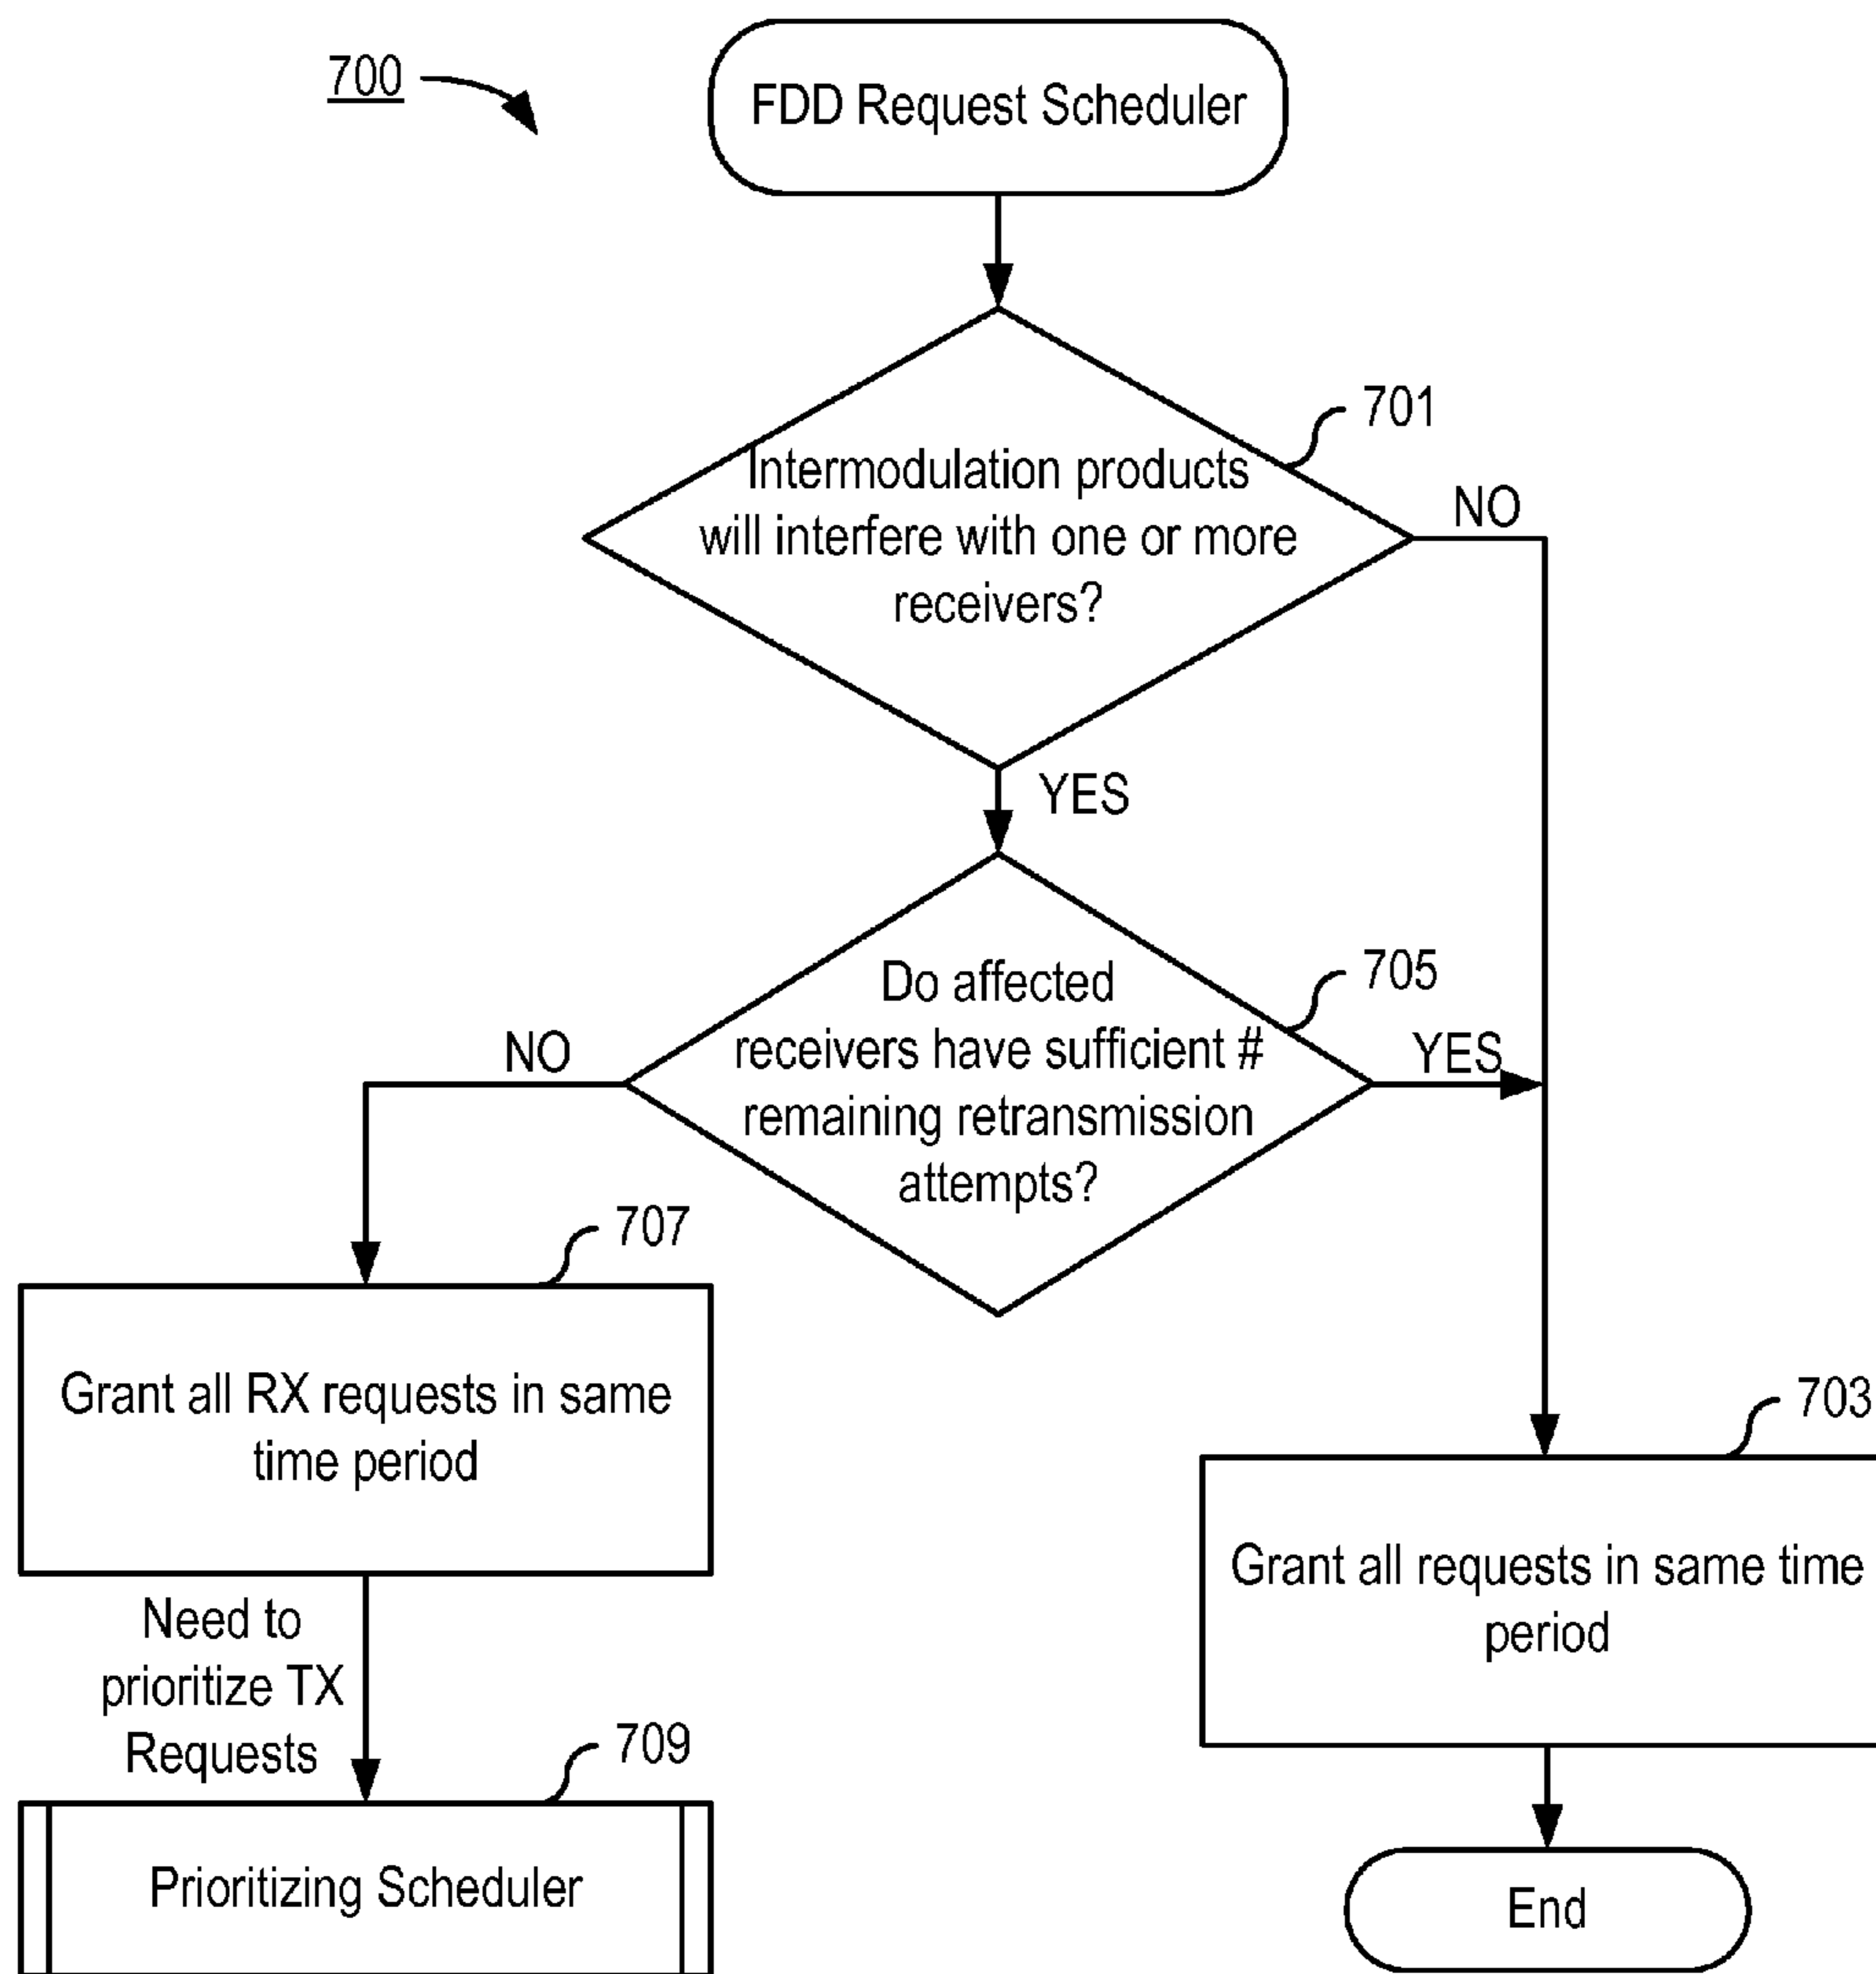 700
FDD Request Scheduler
701
Intermodulation products
will interfere with one or more
receivers?
NO
YES
705
Do affected
receivers have sufficient #
remaining retransmission
attempts?
NO
YES
707
Grant all RX requests in same
time period
703
Grant all requests in same time
period
Need to
prioritize TX
Requests
709
Prioritizing Scheduler
End